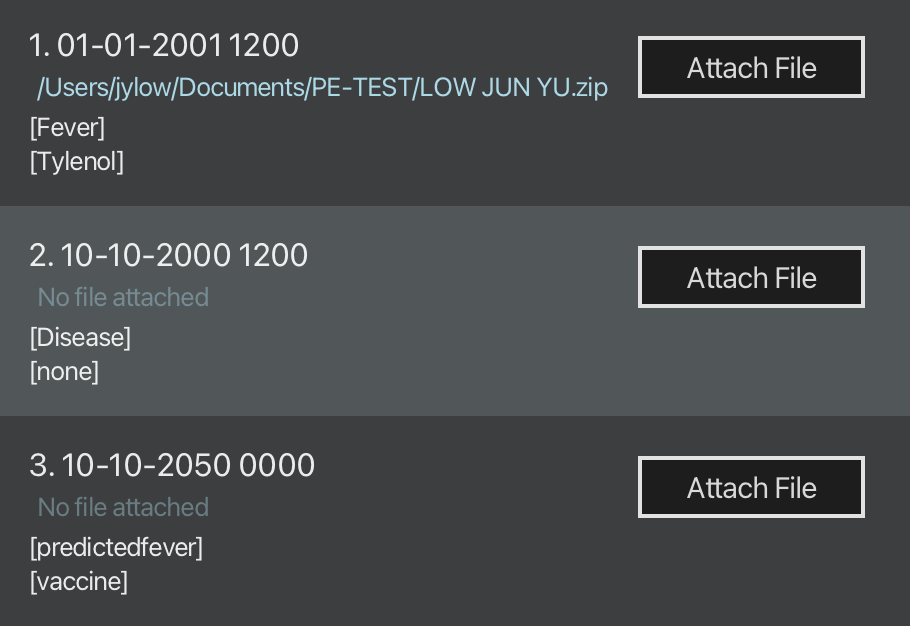 1. 01-01-2001 1200
Attach File
/Users/jylow/Documents/PE-TEST/LOW JUN YU.zip
[Fever]
[Tylenol]
2. 10-10-2000 1200
Attach File
No file attached
[Disease]
[none]
3. 10-10-2050 0000
Attach File
No file attached
[predictedfever]
[vaccine]